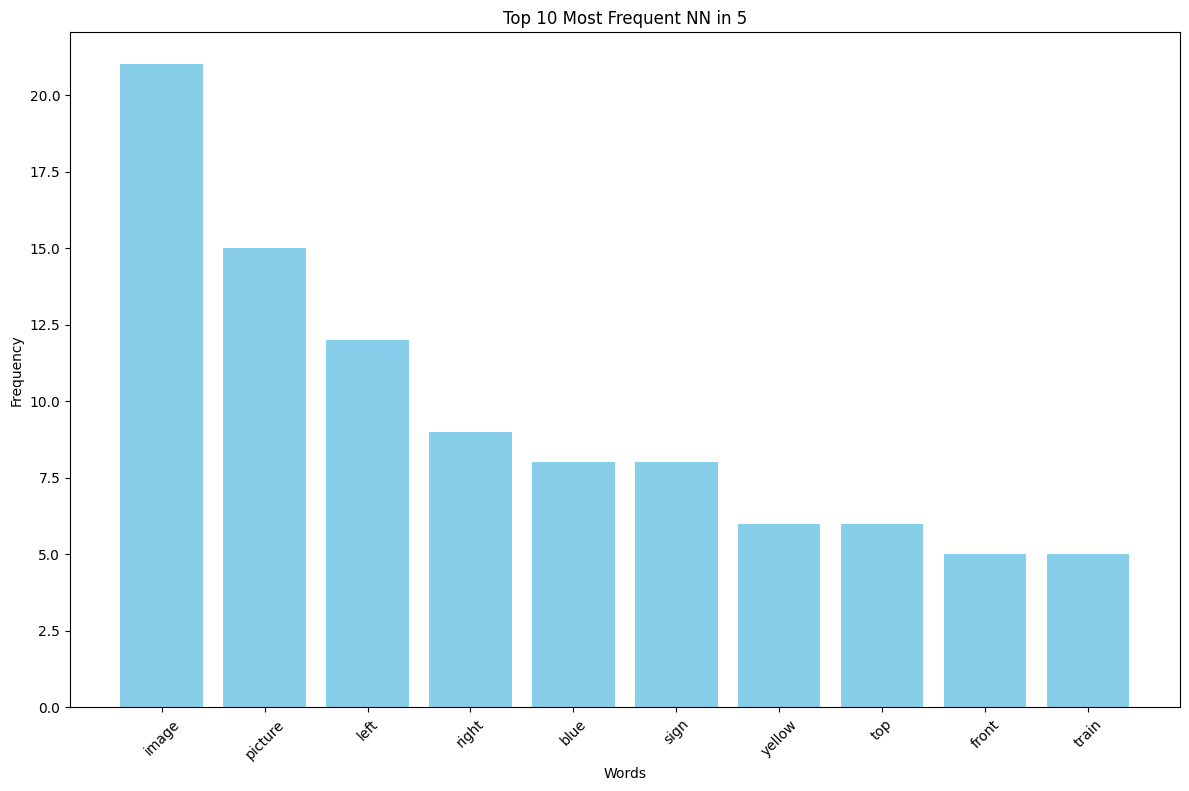 Top 10 Most Frequent NN in 5
20.0
17.5
15.0
12.5
10.0
7.5
5.0
2.5
0.0
Frequency
image
picture
left
right
blue
sign
yellow
top
front
train
Words